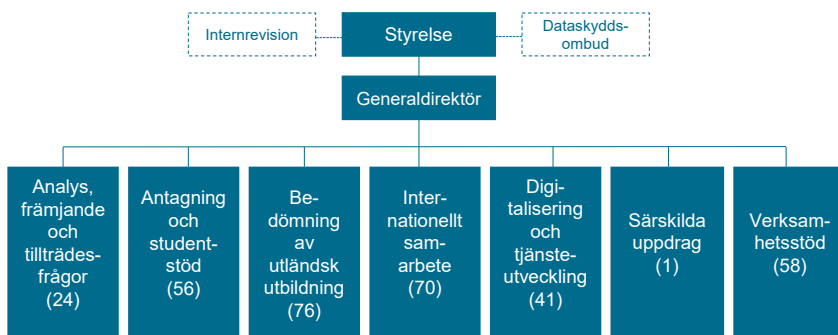 Internrevision
Styrelse
Dataskydds-
ombud
Generaldirektör
Analys,
främjande
och
tillträdes-
frågor
(24)
Antagning
och
student-
stöd
(56)
Be-
dömning
av
utländsk
utbildning
(76)
Inter-
nationellt
sam-
arbete
(70)
Digi-
talisering
och
tjänste-
utveckling
(41)
Särskilda
uppdrag
(1)
Verksam-
hetsstöd
(58)